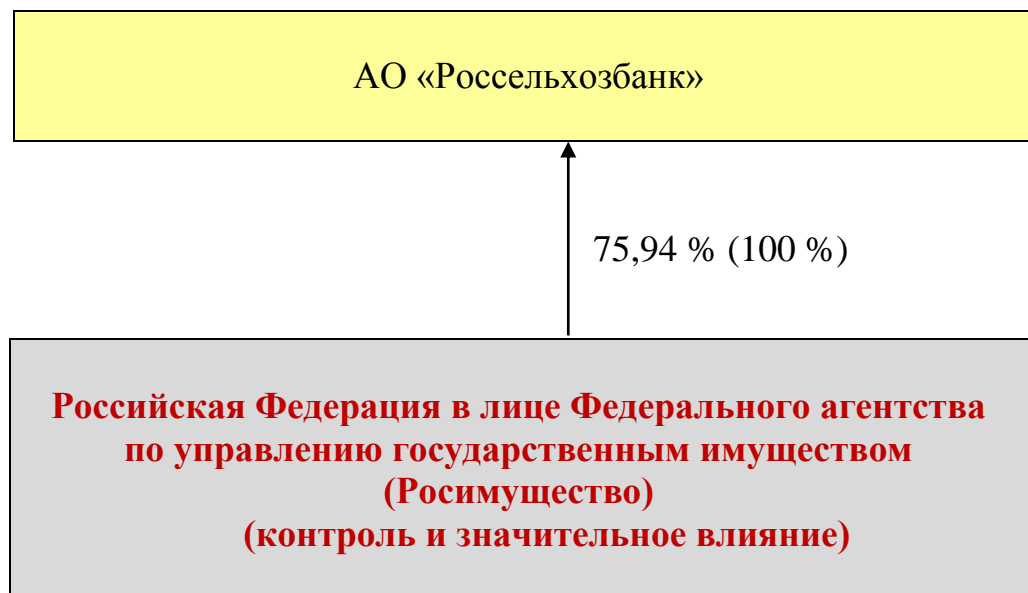 АО «Россельхозбанк»
75,94 % (100 %)
Российская Федерация в лице Федерального агентства
по управлению государственным имуществом
(Росимущество)
(контроль и значительное влияние)